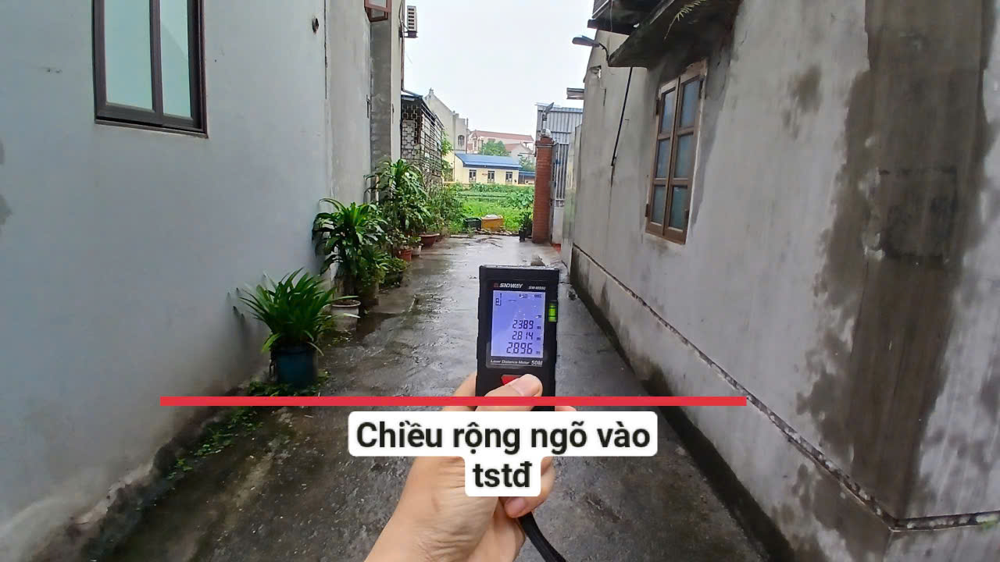 SNDWAY
2.389 m
2.814 m
2.896 m
Laser Distance Meter 50M
Chiều rộng ngõ vào
tstđ